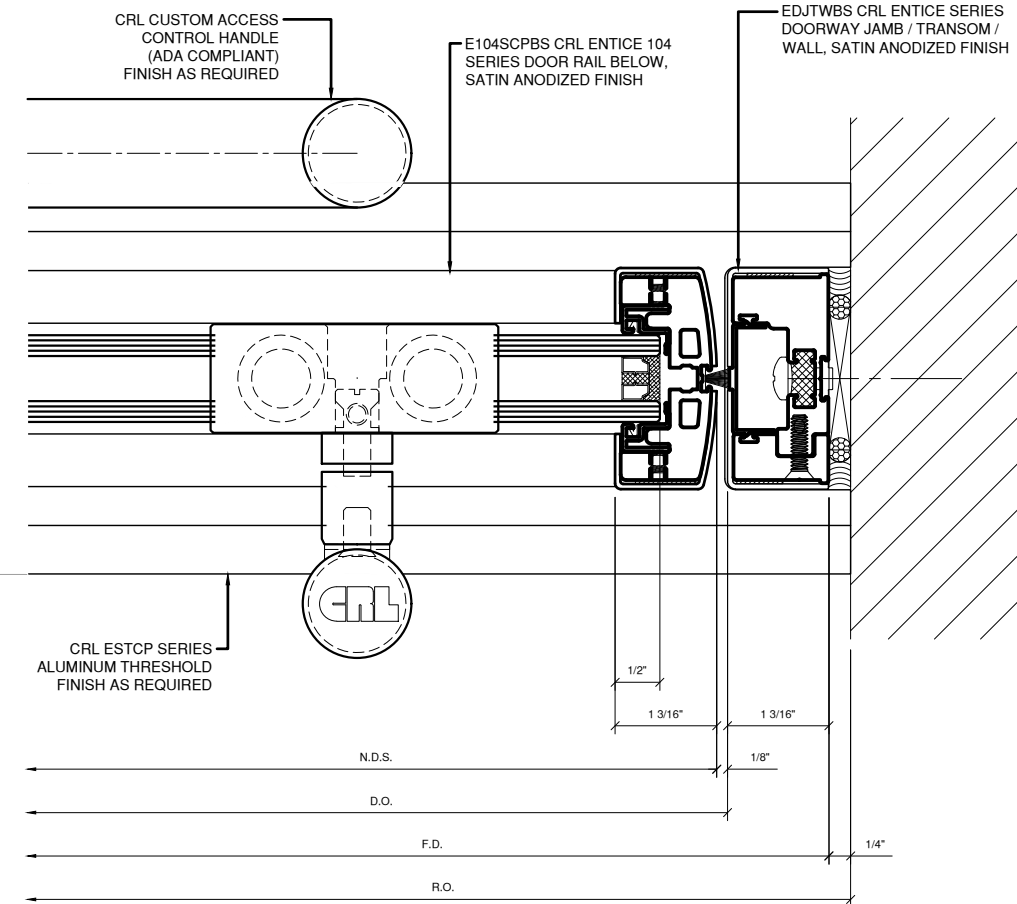 CRL CUSTOM ACCESS
CONTROL HANDLE
(ADA COMPLIANT)
FINISH AS REQUIRED
E104SCPBS CRL ENTICE 104
SERIES DOOR RAIL BELOW,
SATIN ANODIZED FINISH
EDJTWBS CRL ENTICE SERIES
DOORWAY JAMB / TRANSOM /
WALL, SATIN ANODIZED FINISH
CRL
CRL ESTCP SERIES
ALUMINUM THRESHOLD
FINISH AS REQUIRED
1/2"
1 3/16"
1 3/16"
N.D.S.
1/8"
D.O.
F.D.
1/4"
R.O.